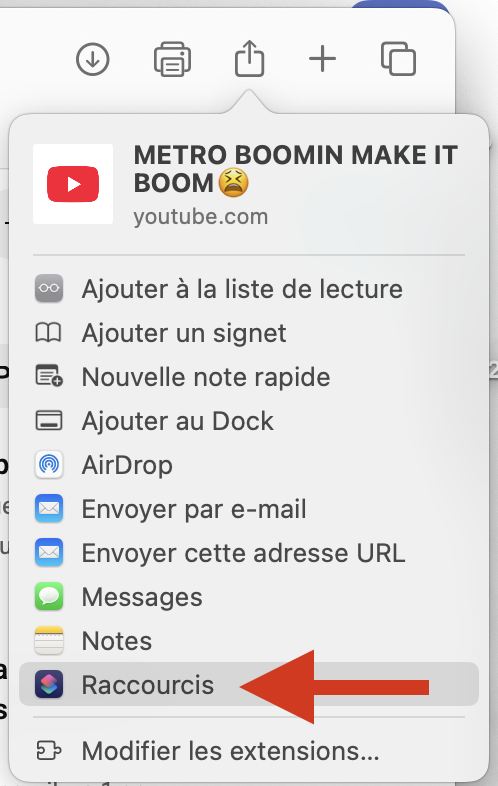 METRO BOOMIN MAKE IT
BOOM😫
youtube.com
Ajouter à la liste de lecture
Ajouter un signet
Nouvelle note rapide
Ajouter au Dock
AirDrop
Envoyer par e-mail
Envoyer cette adresse URL
Messages
Notes
Raccourcis
Modifier les extensions...